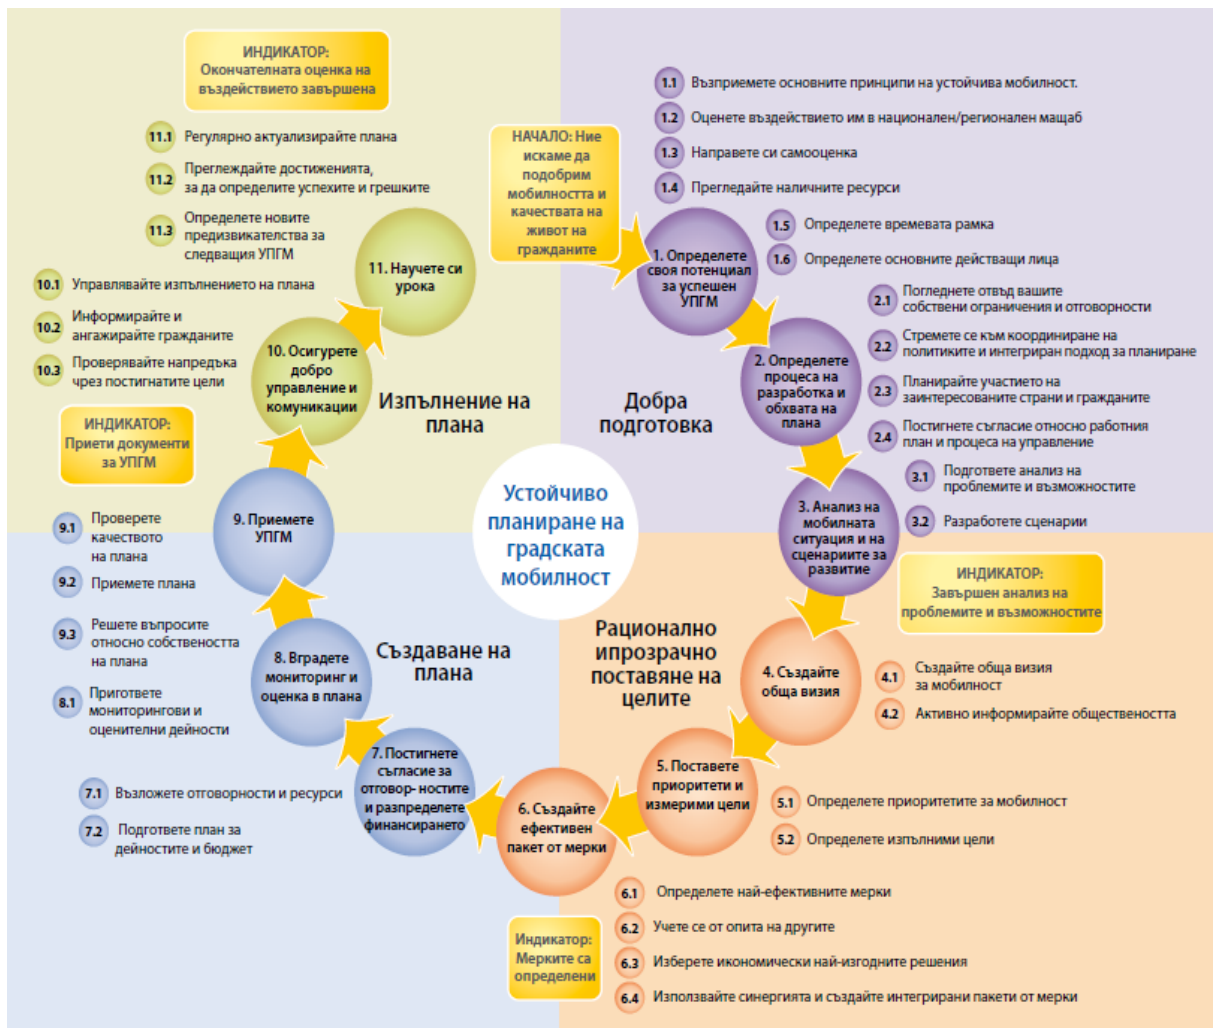 ИНДИКАТОР:
Окончателната оценка на
въздействието завършена
11.1 Регулярно актуализирайте плана
11.2 Преглеждайте достиженията,
за да определите успехите и грешките
11.3 Определете новите
предизвикателства за
следващия УПГМ
11. Научете си
урока
10.1 Управлявайте изпълнението на плана
10.2 Информирайте и
ангажирайте гражданите
10.3 Проверявайте напредъка
чрез постигнатите цели
10. Осигурете
добро
управление и
комуникации
Изпълнение на
плана
НАЧАЛО: Ние
искаме да
подобрим
мобилността и
качествата на
живот на
гражданите
1.1 Възприемете основните принципи на устойчива мобилност.
1.2 Оценете въздействието им в национален/регионален мащаб
1.3 Направете си самооценка
1.4 Прегледайте наличните ресурси
1.5 Определете времевата рамка
1.6 Определете основните действащи лица
1. Определете
своя потенциал
за успешен
УПГМ
2.1 Погледнете отвъд вашите
собствени ограничения и отговорности
2.2 Стремете се към координиране на
политиките и интегриран подход за планиране
2.3 Планирайте участието на
заинтересованите страни и гражданите
2.4 Постигнете съгласие относно работния
план и процеса на управление
2. Определете
процеса на
разработка и
обхвата на
плана
Добра
подготовка
3.1 Подгответе анализ на
проблемите и възможностите
3.2 Разработете сценарии
3. Анализ на
мобилната
ситуация и на
сценариите за
развитие
ИНДИКАТОР:
Завършен анализ на
проблемите и възможностите
Устойчиво
планиране на
градската
мобилност
ИНДИКАТОР:
Приети документи
за УПГМ
9. Приемете
УПГМ
9.1 Проверете
качеството
на плана
9.2 Приемете плана
9.3 Решете въпросите
относно собствеността
на плана
8.1 Пригответе
мониторингови и
оценителни дейности
8. Вградете
мониторинг и
оценка в плана
Създаване на
плана
7. Постигнете
съгласие за
отговор- ностите
и разпределете
финансирането
7.1 Възложете отговорности и ресурси
7.2 Подгответе план за
дейностите и бюджет
Рационално
ипрозрачно
поставяне на
целите
4. Създайте
обща визия
4.1 Създайте обща визия
за мобилност
4.2 Активно информирайте обществеността
5. Поставете
приоритети и
измерими цели
5.1 Определете приоритетите за мобилност
5.2 Определете изпълними цели
6. Създайте
ефективен
пакет от мерки
6.1 Определете най-ефективните мерки
6.2 Учете се от опита на другите
6.3 Изберете икономически най-изгодните решения
6.4 Използвайте синергията и създайте интегрирани пакети от мерки
Индикатор:
Мерките са
определени